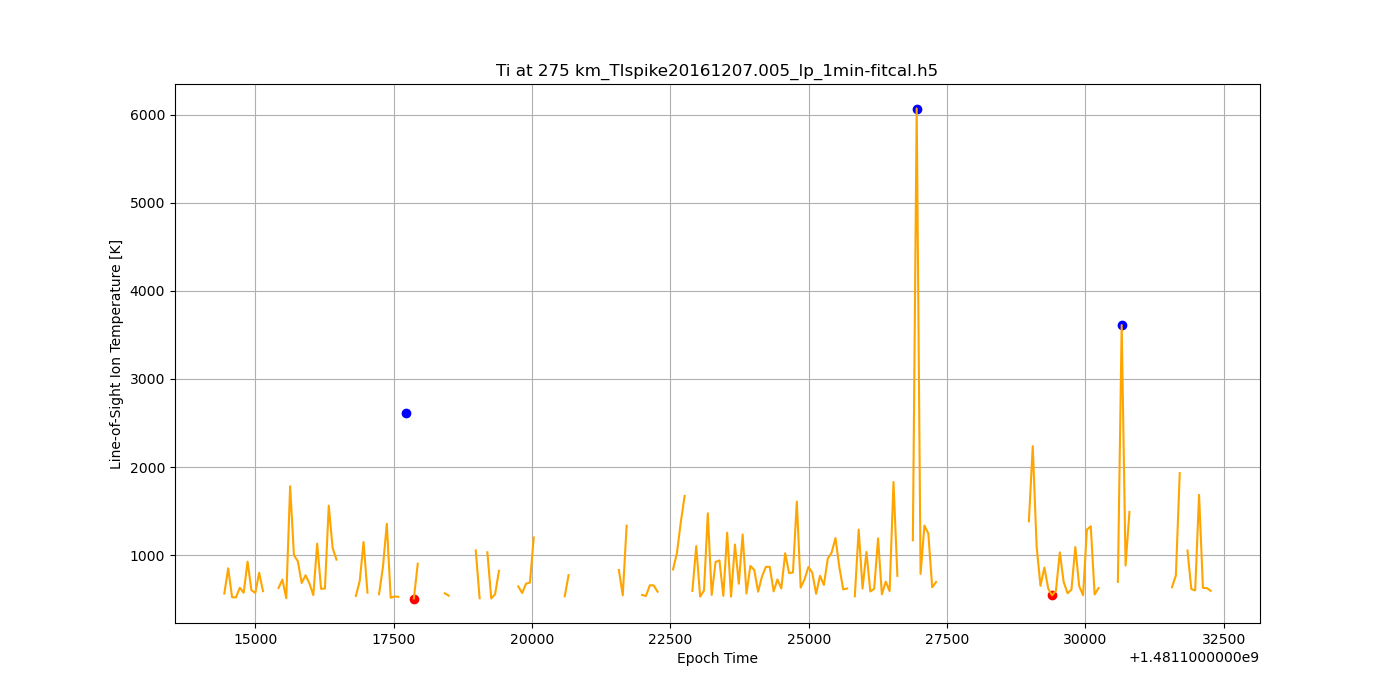 Ti at 275 km_TIspike20161207.005_lp_1min-fitcal.h5
6000
5000
4000
3000
2000
1000
Line-of-Sight Ion Temperature [K]
15000 17500 20000 22500 25000 27500 30000 32500
Epoch Time
+1.4811000000e9